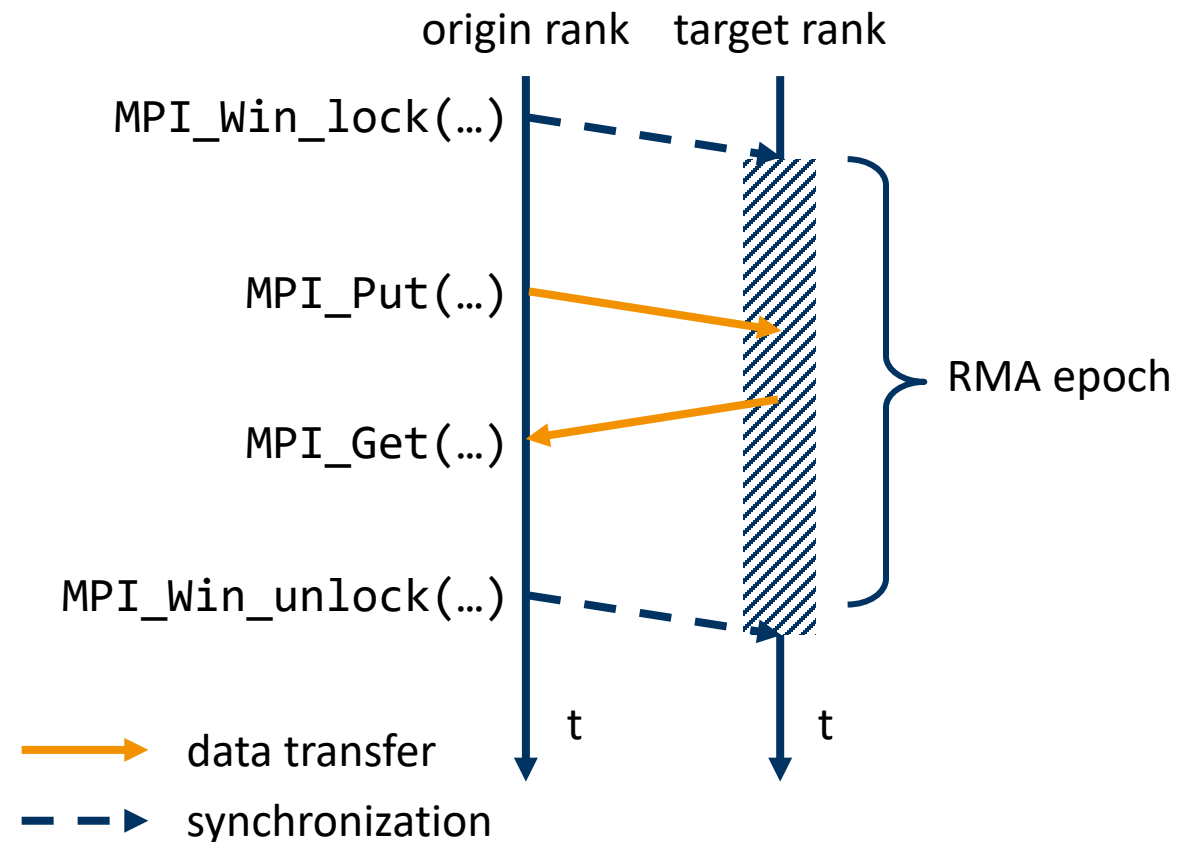 origin rank target rank
MPI_Win_lock(…)
MPI_Put(…)
RMA epoch
MPI_Get(…)
MPI_Win_unlock(…)
t t
data transfer
synchronization